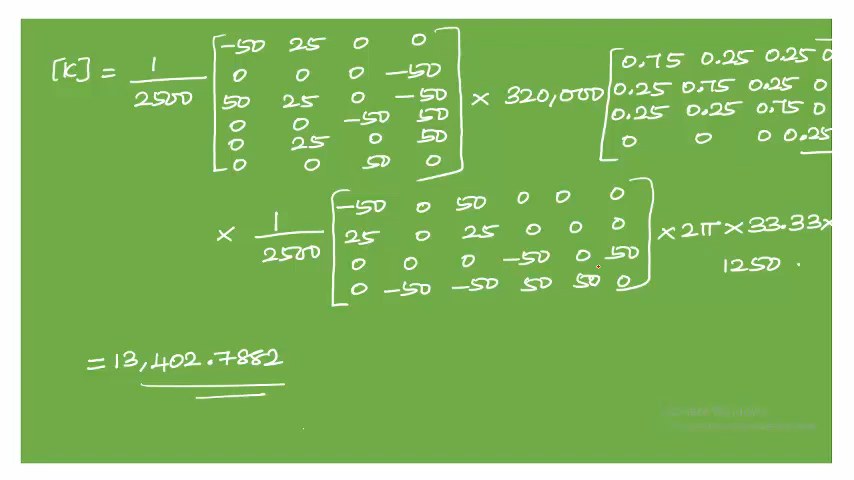 [K] = 1/2500 [-50 25 0 0; 0 0 0 -50; 50 25 0 -50; 0 0 -50 50; 0 25 0 50; 0 0 50 0] × 320,000 [0.75 0.25 0.25 0; 0.25 0.75 0.25 0; 0.25 0.25 0.75 0; 0 0 0 0.25]
× 1/2500 [-50 0 50 0 0 0; 25 0 25 0 0 0; 0 0 0 -50 0 50; 0 -50 -50 50 50 0] × 2π × 33.33 × 1250
= 13,402.7882